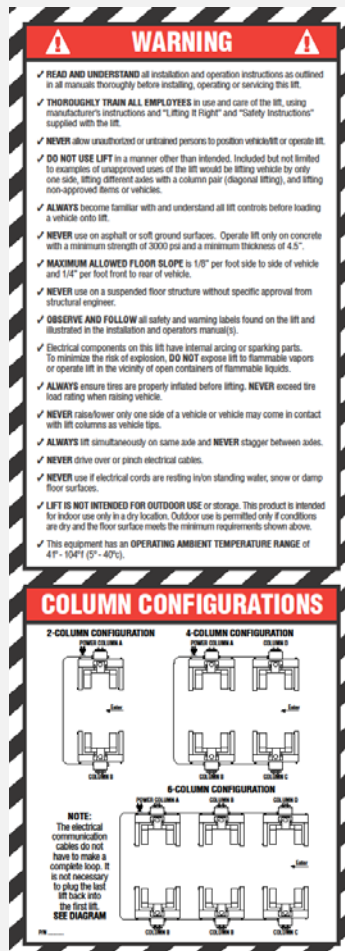 WARNING
✓ READ AND UNDERSTAND all installation and operation instructions as outlined
in all manuals thoroughly before installing, operating or servicing this lift.
✓ THOROUGHLY TRAIN ALL EMPLOYEES in use and care of the lift, using
manufacturer's instructions and "Lifting It Right" and "Safety Instructions"
supplied with the lift.
✓ NEVER allow unauthorized or untrained persons to position vehicle/lift or operate lift.
✓ DO NOT USE LIFT in a manner other than intended. Included but not limited
to examples of unapproved uses of the lift would be lifting vehicle by only
one side, lifting different axles with a column pair (diagonal lifting), and lifting
non-approved items or vehicles.
✓ ALWAYS become familiar with and understand all lift controls before loading
a vehicle onto lift.
✓ NEVER use on asphalt or soft ground surfaces. Operate lift only on concrete
with a minimum strength of 3000 psi and a minimum thickness of 4.5".
✓ MAXIMUM ALLOWED FLOOR SLOPE is 1/8" per foot side to side of vehicle
and 1/4" per foot front to rear of vehicle.
✓ NEVER use on a suspended floor structure without specific approval from
structural engineer.
✓ OBSERVE AND FOLLOW all safety and warning labels found on the lift and
illustrated in the installation and operators manual(s).
✓ Electrical components on this lift have internal arcing or sparking parts.
To minimize the risk of explosion, DO NOT expose lift to flammable vapors
or operate lift in the vicinity of open containers of flammable liquids.
✓ ALWAYS ensure tires are properly inflated before lifting. NEVER exceed tire
load rating when raising vehicle.
✓ NEVER raise/lower only one side of a vehicle or vehicle may come in contact
with lift columns as vehicle tips.
✓ ALWAYS lift simultaneously on same axle and NEVER stagger between axles.
✓ NEVER drive over or pinch electrical cables.
✓ NEVER use if electrical cords are resting in/on standing water, snow or damp
floor surfaces.
✓ LIFT IS NOT INTENDED FOR OUTDOOR USE or storage. This product is intended
for indoor use only in a dry location. Outdoor use is permitted only if conditions
are dry and the floor surface meets the minimum requirements shown above.
✓ This equipment has an OPERATING AMBIENT TEMPERATURE RANGE of
41º - 104ºf (5º - 40ºc).
COLUMN CONFIGURATIONS
2-COLUMN CONFIGURATION
POWER COLUMN A
Enter
COLUMN B
4-COLUMN CONFIGURATION
POWER COLUMN A COLUMN D
Enter
COLUMN B COLUMN C
6-COLUMN CONFIGURATION
POWER COLUMN A COLUMN B COLUMN D
Enter
COLUMN B COLUMN B COLUMN C
NOTE:
The electrical
communication
cables do not
have to make a
complete loop. It
is not necessary
to plug the last
lift back into
the first lift.
SEE DIAGRAM
P/N